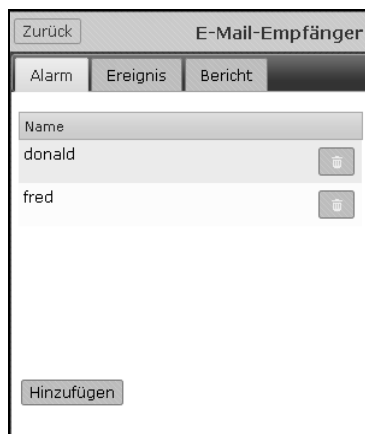 Zurück E-Mail-Empfänger
Alarm Ereignis Bericht
Name
donald
fred
Hinzufügen